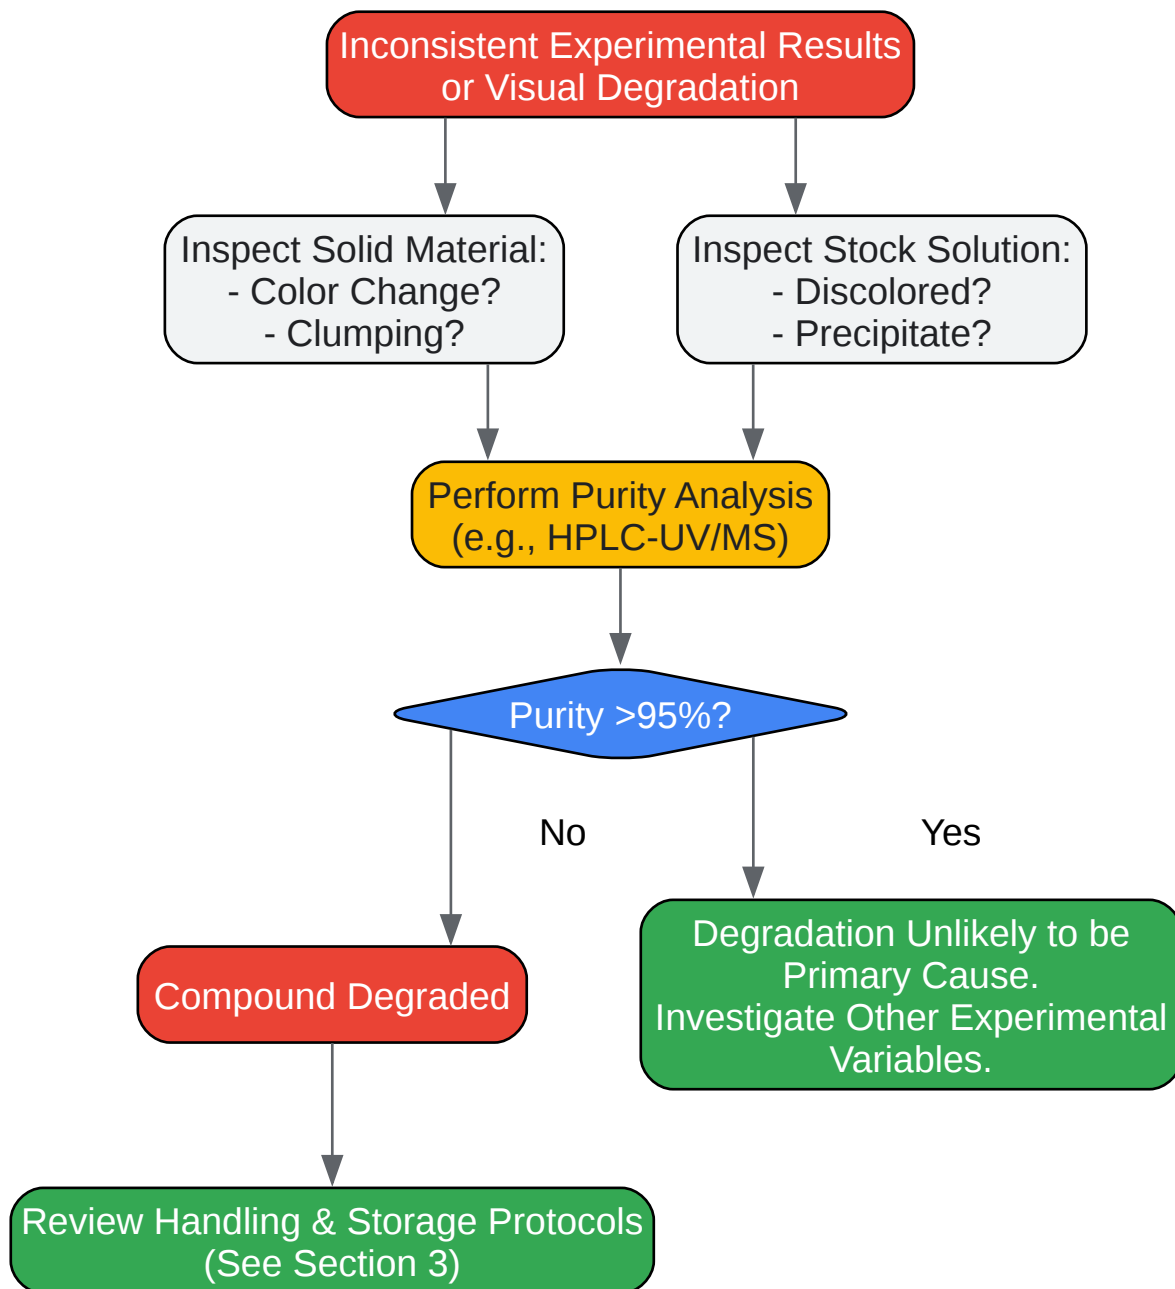 Inconsistent Experimental Results
or Visual Degradation
Inspect Solid Material:
- Color Change?
- Clumping?
Inspect Stock Solution:
- Discolored?
- Precipitate?
Perform Purity Analysis
(e.g., HPLC-UV/MS)
Purity >95%?
No
Yes
Compound Degraded
Degradation Unlikely to be
Primary Cause.
Investigate Other Experimental
Variables.
Review Handling & Storage Protocols
(See Section 3)